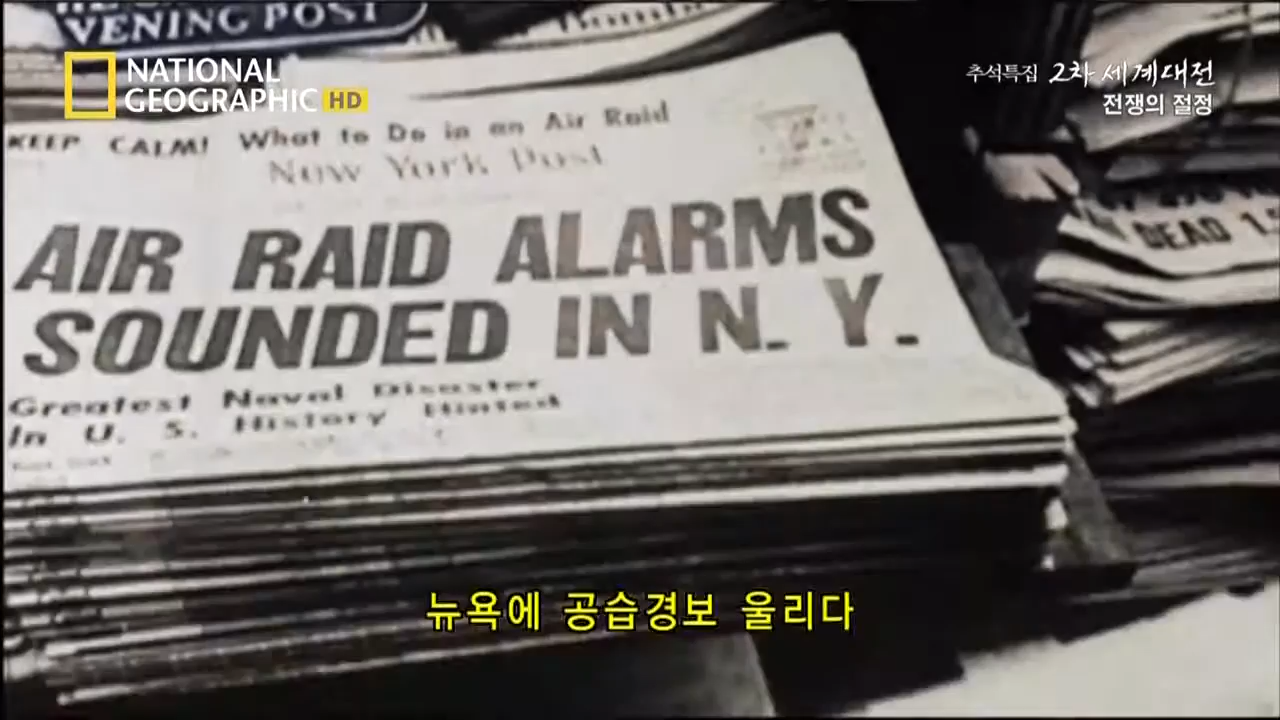 VENING POST
NATIONAL
GEOGRAPHIC HD
추석특집 2차 세계대전
전쟁의 절정
KEEP CALM! What to Do in an Air Raid
New York Post
AIR RAID ALARMS
SOUNDED IN N. Y.
Greatest Naval Disaster
In U. S. History Hinted
DEAD
뉴욕에 공습경보 울리다